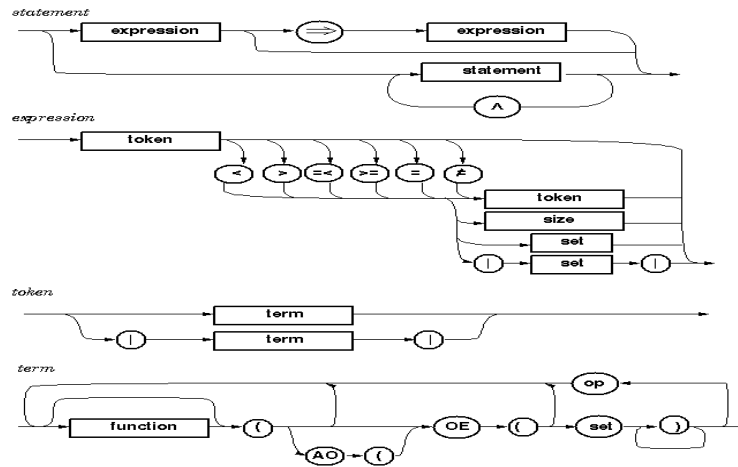 statement
expression ⇒ expression
statement
∧
expression
token
< > =< >= = ≠
token
size
set
| set |
token
term
| term |
term
op
function ( OE ( set )
AO (